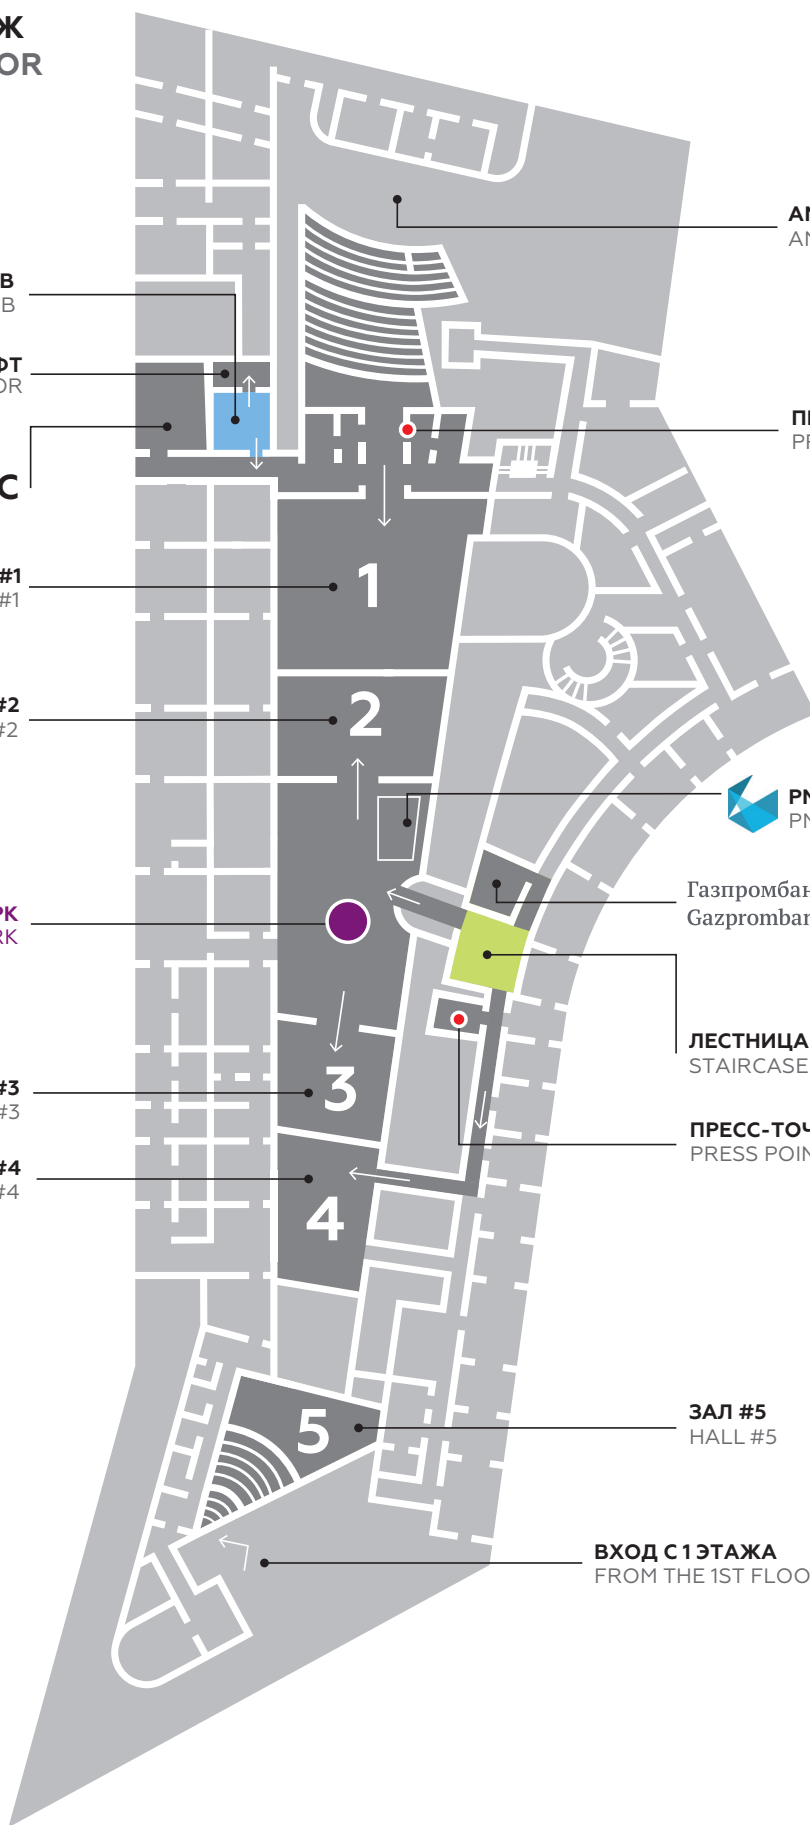 Ж
OR
В
B
ФТ
OR
С
#1
#1
#2
#2
РК
RK
#3
#3
#4
#4
1
2
3
4
5
AM
AN
ПР
PR
PN
PN
Газпромбан
Gazpromban
ЛЕСТНИЦА
STAIRCASE
ПРЕСС-ТОЧ
PRESS POIN
ЗАЛ #5
HALL #5
ВХОД С 1 ЭТАЖА
FROM THE 1ST FLOO